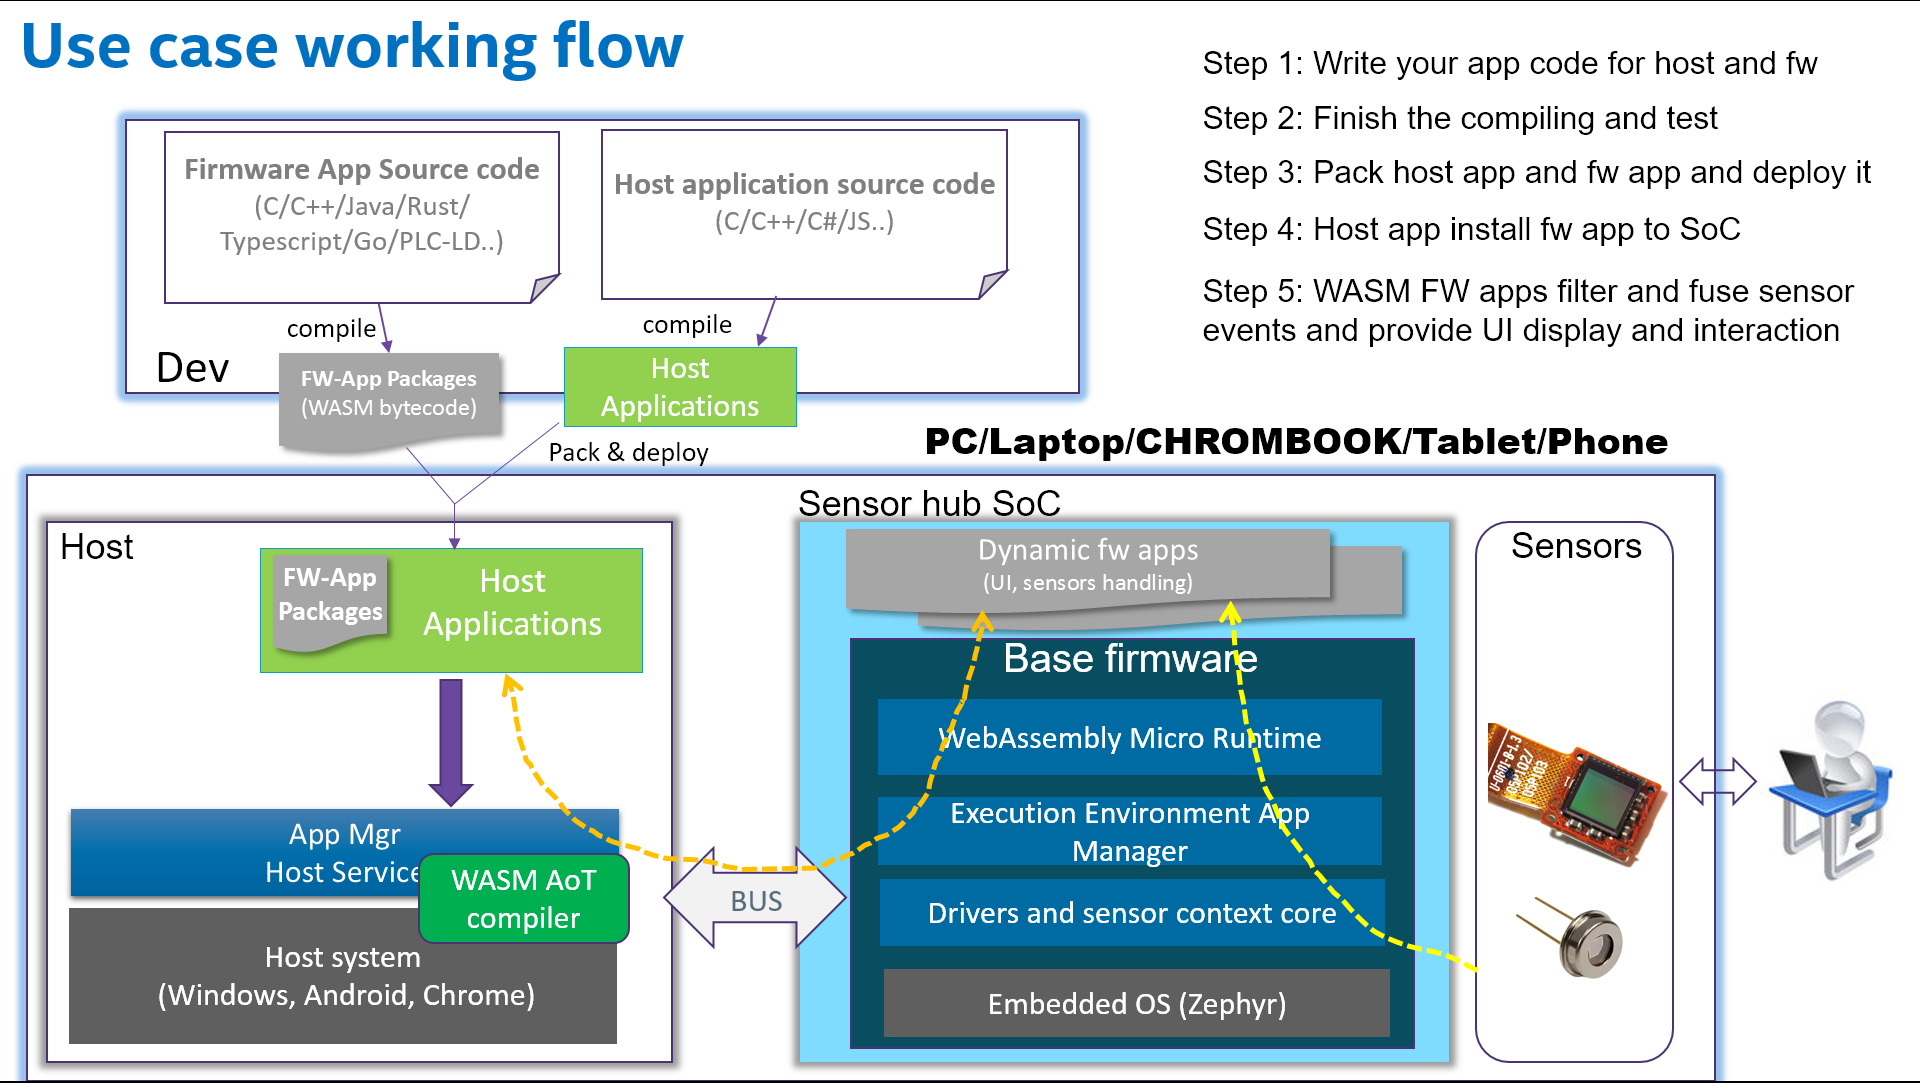 Use case working flow
Step 1: Write your app code for host and fw
Step 2: Finish the compiling and test
Step 3: Pack host app and fw app and deploy it
Step 4: Host app install fw app to SoC
Step 5: WASM FW apps filter and fuse sensor
events and provide UI display and interaction
Firmware App Source code
(C/C++/Java/Rust/
Typescript/Go/PLC-LD..)
Host application source code
(C/C++/C#/JS..)
compile
compile
Dev
FW-App Packages
(WASM bytecode)
Host
Applications
Pack & deploy
PC/Laptop/CHROMBOOK/Tablet/Phone
Host
FW-App
Packages
Host
Applications
App Mgr
Host Service
WASM AoT
compiler
Host system
(Windows, Android, Chrome)
BUS
Sensor hub SoC
Dynamic fw apps
(UI, sensors handling)
Base firmware
WebAssembly Micro Runtime
Execution Environment App
Manager
Drivers and sensor context core
Embedded OS (Zephyr)
Sensors
U-0601-8-1.3